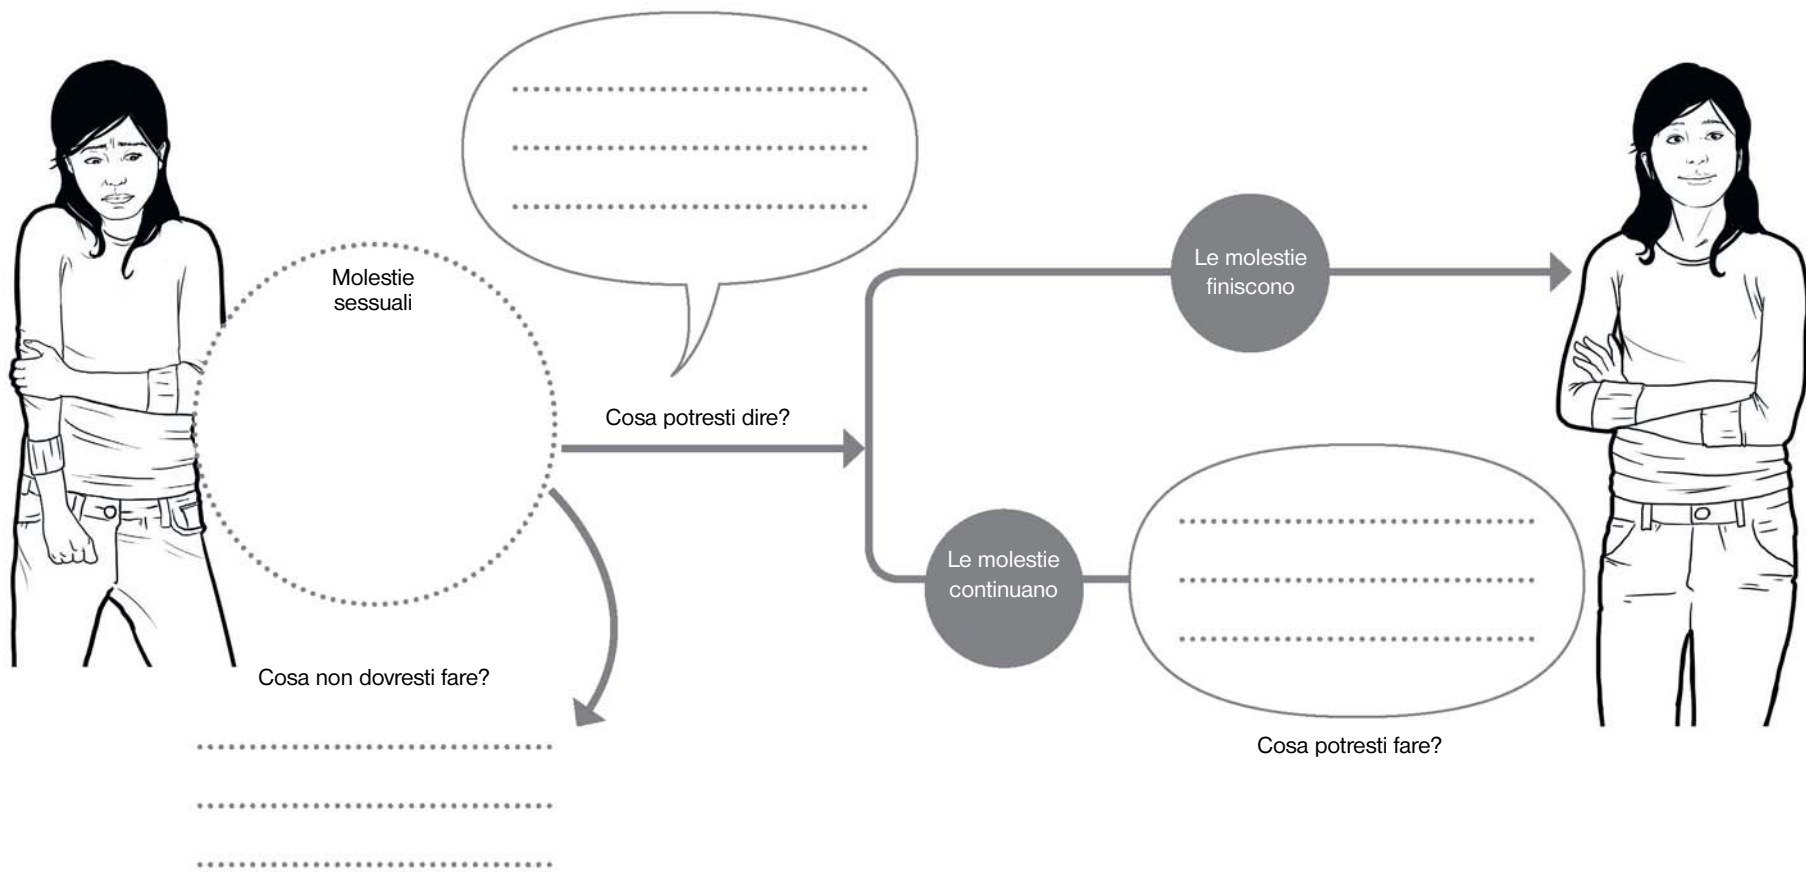 Molestie
sessuali
Cosa potresti dire?
Le molestie
finiscono
Le molestie
continuano
Cosa non dovresti fare?
Cosa potresti fare?